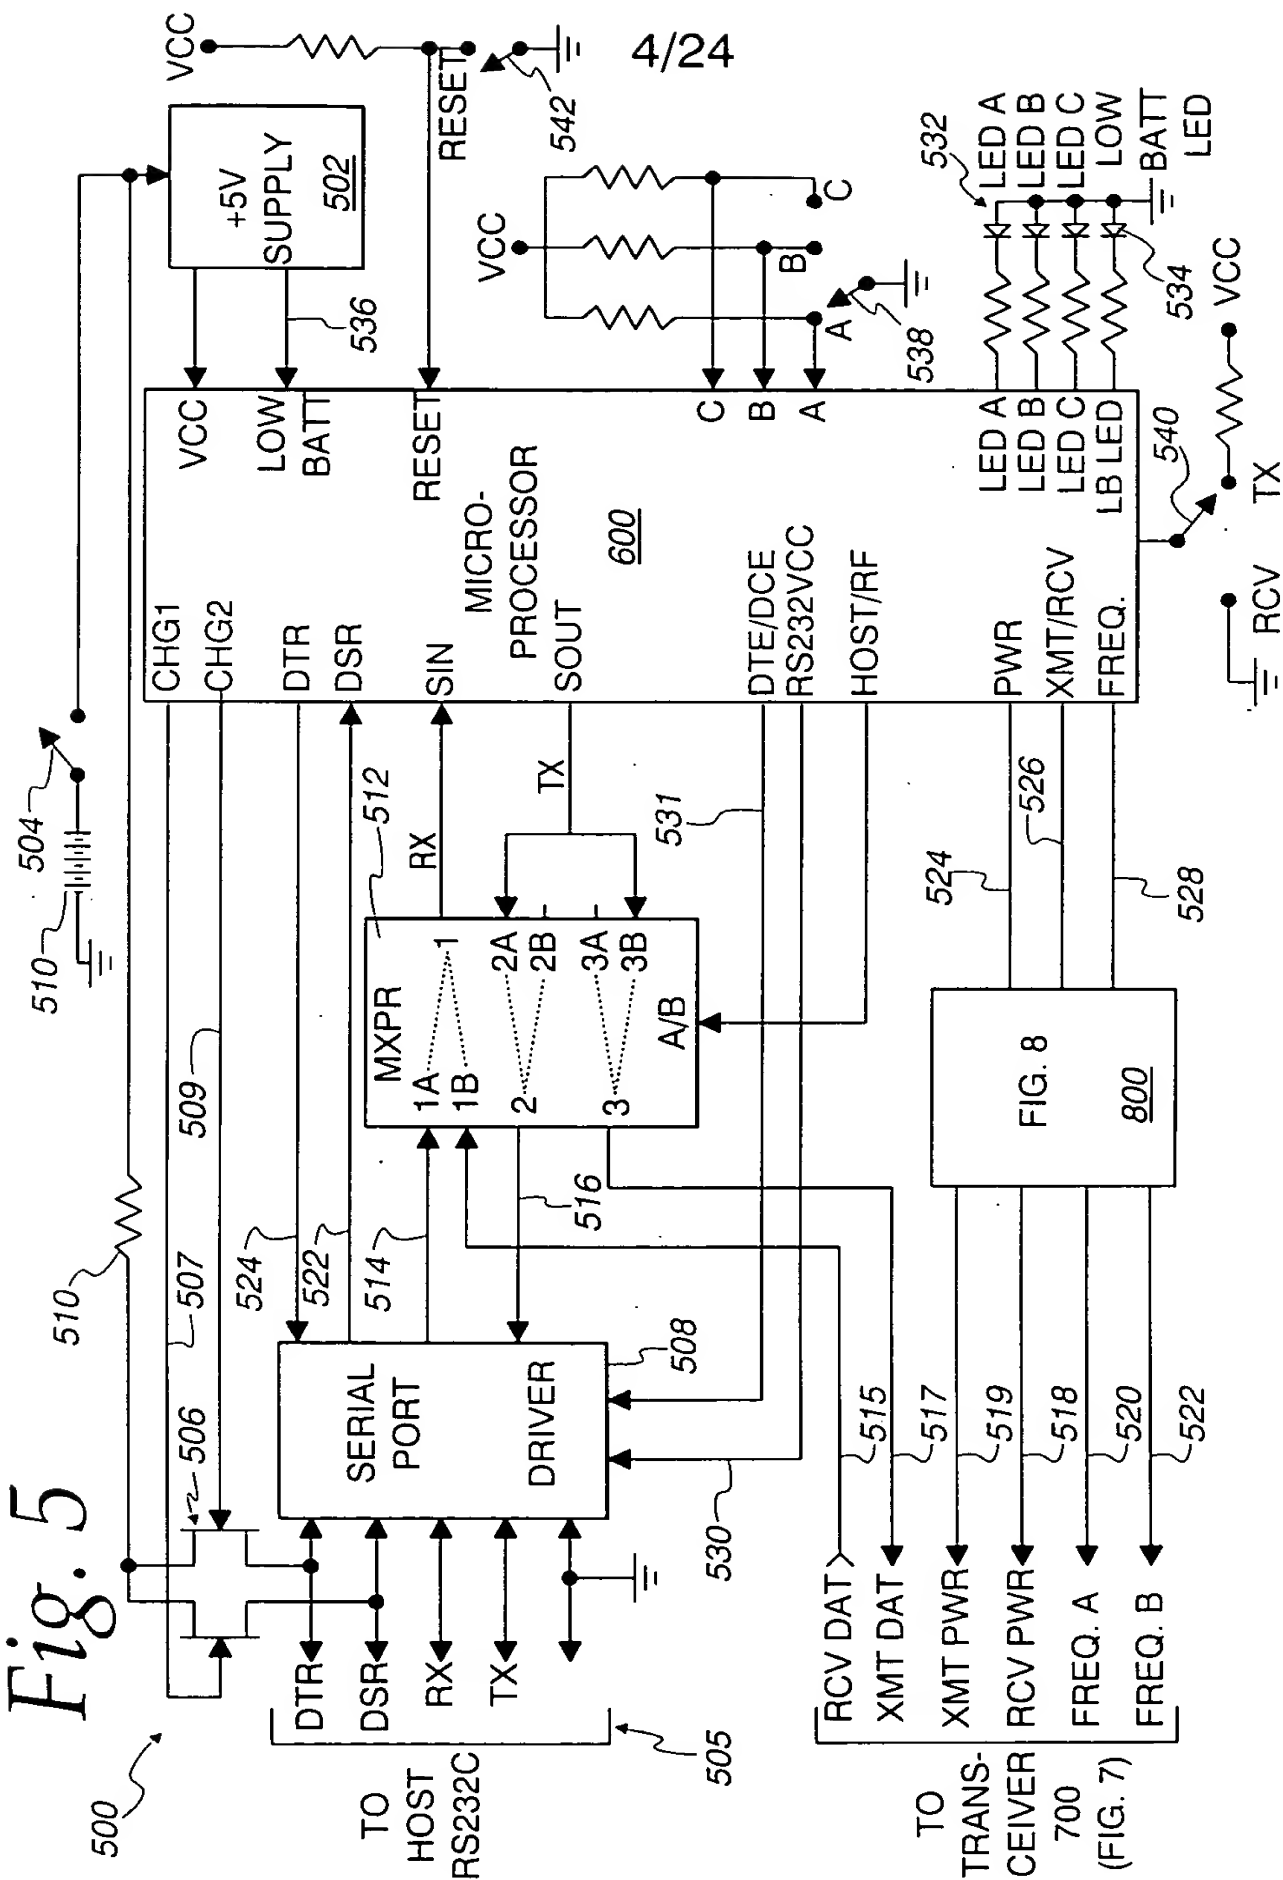 4/24
Fig. 5
500
510
504
VCC
+5V
SUPPLY
502
536
RESET
542
VCC
C
B
A
538
532
LED A
LED B
LED C
LOW
BATT
LED
534
VCC
540
TX
RCV
CHG1
CHG2
DTR
DSR
SIN
SOUT
DTE/DCE
RS232VCC
HOST/RF
PWR
XMT/RCV
FREQ.
MICRO-
PROCESSOR
600
VCC
LOW
BATT
RESET
C
B
A
LED A
LED B
LED C
LB LED
510
507
509
506
524
522
514
516
512
RX
TX
531
MXPR
1A
1B
1
2
2A
2B
3
3A
3B
A/B
SERIAL
PORT
DRIVER
508
530
DTR
DSR
RX
TX
TO
HOST
RS232C
505
524
526
528
FIG. 8
800
515
517
519
518
520
522
RCV DAT
XMT DAT
XMT PWR
RCV PWR
FREQ. A
FREQ. B
TO
TRANS-
CEIVER
700
(FIG. 7)